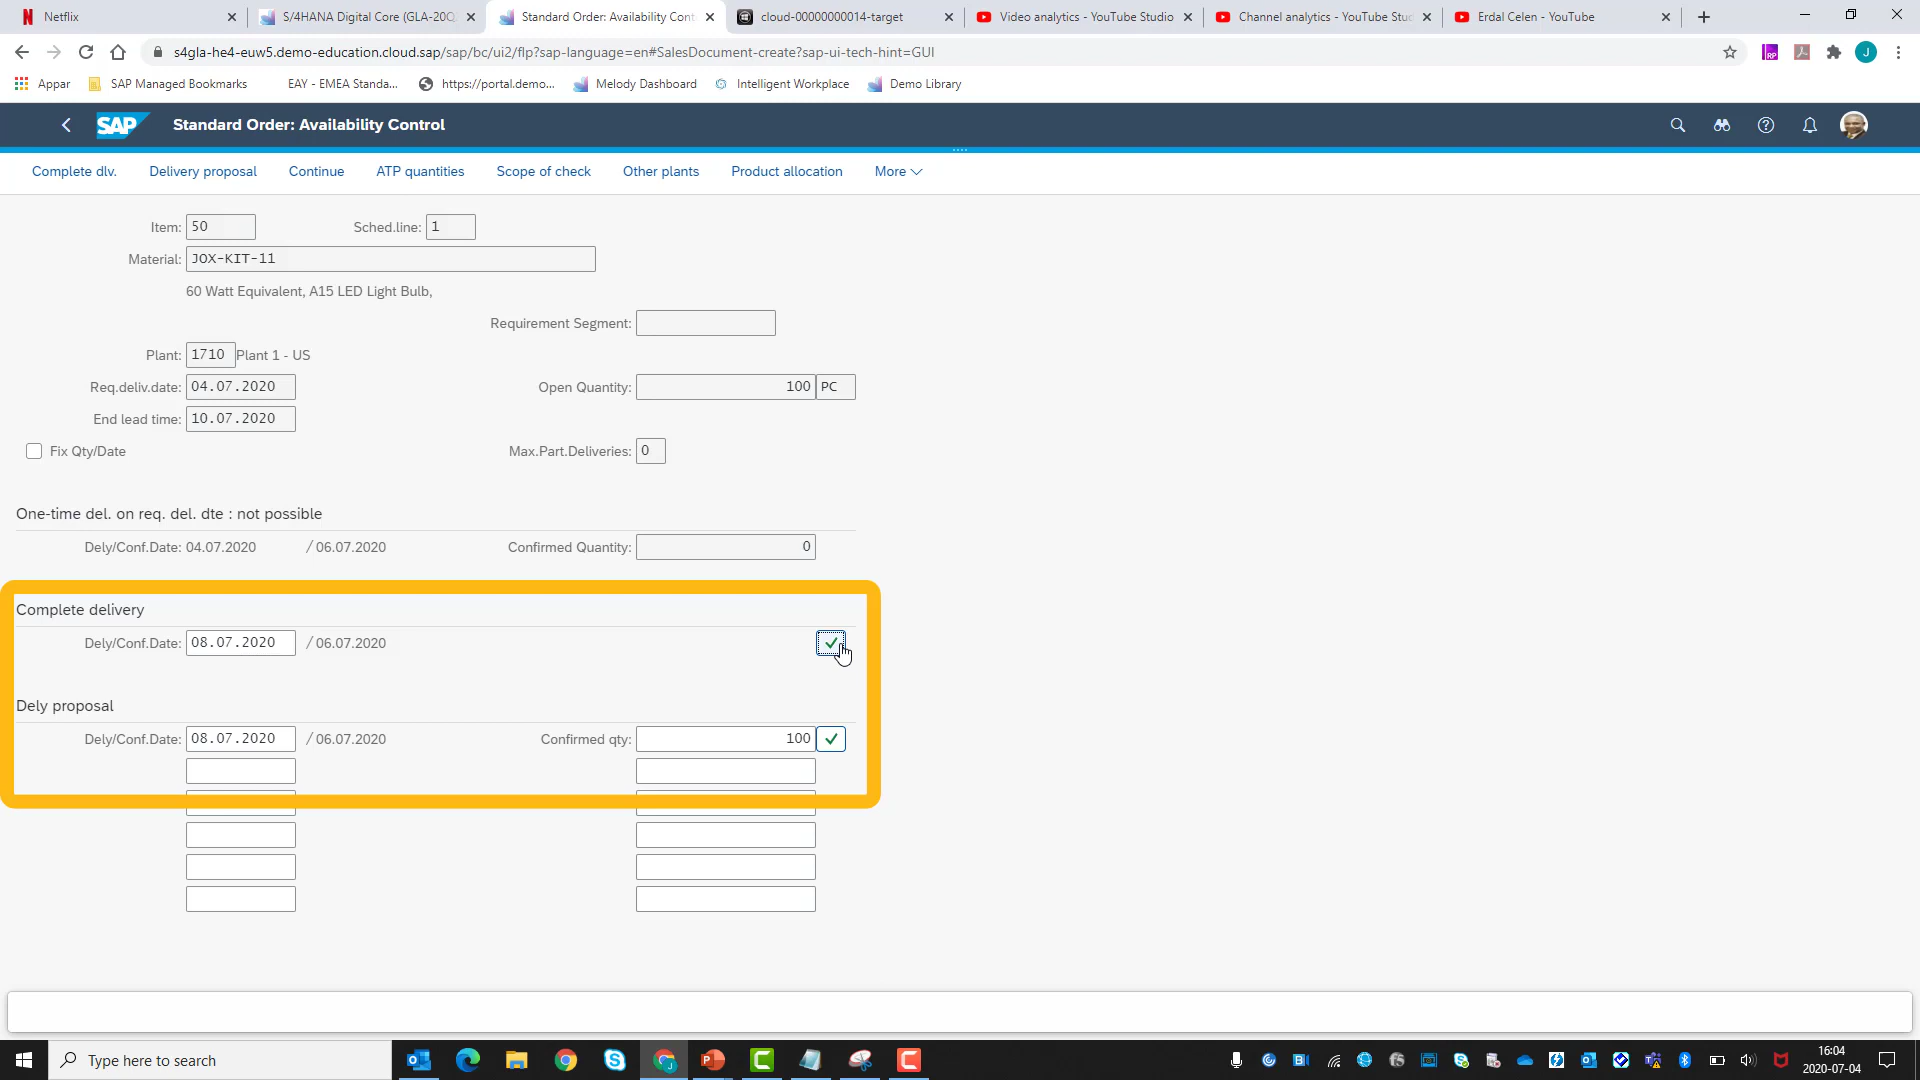 Netflix
S/4HANA Digital Core (GLA-20Q
Standard Order: Availability Cont
cloud-00000000014-target
Video analytics - YouTube Studio
Channel analytics - YouTube Stud
Erdal Celen - YouTube
s4gla-he4-euw5.demo-education.cloud.sap/sap/bc/ui2/flp?sap-language=en#SalesDocument-create?sap-ui-tech-hint=GUI
Appar
SAP Managed Bookmarks
EAY - EMEA Standa...
https://portal.demo...
Melody Dashboard
Intelligent Workplace
Demo Library
SAP
Standard Order: Availability Control
Complete dlv.
Delivery proposal
Continue
ATP quantities
Scope of check
Other plants
Product allocation
More
Item: 50
Sched.line: 1
Material: JOX-KIT-11
60 Watt Equivalent, A15 LED Light Bulb,
Requirement Segment:
Plant: 1710 Plant 1 - US
Req.deliv.date: 04.07.2020
Open Quantity: 100 PC
End lead time: 10.07.2020
Fix Qty/Date
Max.Part.Deliveries: 0
One-time del. on req. del. dte : not possible
Dely/Conf.Date: 04.07.2020 / 06.07.2020
Confirmed Quantity: 0
Complete delivery
Dely/Conf.Date: 08.07.2020 / 06.07.2020
Dely proposal
Dely/Conf.Date: 08.07.2020 / 06.07.2020
Confirmed qty: 100
Type here to search
16:04
2020-07-04